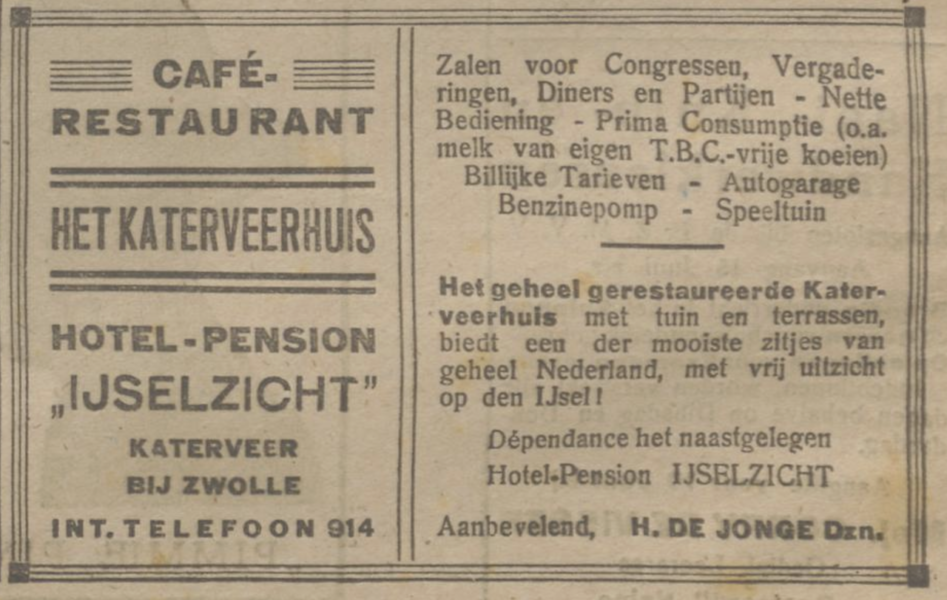 CAFÉ-
RESTAURANT
HET KATERVEERHUIS
HOTEL-PENSION
„IJSELZICHT”
KATERVEER
BIJ ZWOLLE
INT. TELEFOON 914
Zalen voor Congressen, Vergade-
ringen, Diners en Partijen - Nette
Bediening - Prima Consumptie (o.a.
melk van eigen T.B.C.-vrije koeien)
Billijke Tarieven - Autogarage
Benzinepomp - Speeltuin
Het geheel gerestaureerde Kater-
veerhuis met tuin en terrassen,
biedt een der mooiste zitjes van
geheel Nederland, met vrij uitzicht
op den IJsel!
Dépendance het naastgelegen
Hotel-Pension IJSELZICHT
Aanbevelend, H. DE JONGE Dzn.